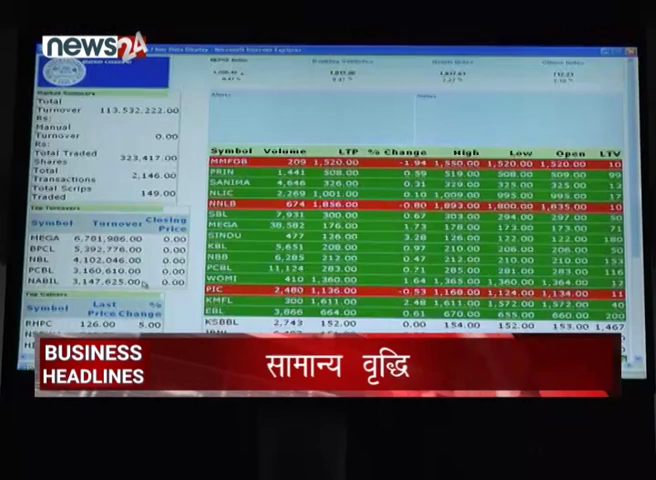 news24
Live Data Display - Microsoft Internet Explorer
Market Summary
Total
Turnover 113,532,222.00
Rs:
Manual
Turnover 0.00
Rs:
Total Traded 323,417.00
Shares
Total 2,146.00
Transactions
Total Scrips 149.00
Traded
Top Turnovers
Symbol Turnover Closing Price
MEGA 6,781,986.00 0.00
BPCL 5,392,776.00 0.00
NBL 4,102,046.00 0.00
PCBL 3,160,610.00 0.00
NABIL 3,147,625.00 0.00
Top Gainers
Symbol Last Price % Change
RHPC 126.00 5.00
Symbol Volume LTP % Change High Low Open LTV
MMFDB 209 1,520.00 -1.94 1,550.00 1,520.00 1,520.00 10
PRIN 1,441 508.00 0.59 519.00 508.00 509.00 99
SANIMA 4,646 326.00 0.31 329.00 325.00 325.00 13
NLIC 2,269 1,001.00 0.10 1,009.00 995.00 995.00 17
NNLB 674 1,856.00 -0.80 1,893.00 1,800.00 1,835.00 10
SBL 7,931 300.00 0.67 303.00 294.00 297.00 50
MEGA 38,582 176.00 1.73 178.00 173.00 174.00 71
SINDU 477 126.00 3.28 126.00 122.00 122.00 180
KBL 5,651 208.00 0.97 210.00 206.00 206.00 50
NBB 6,285 212.00 0.47 212.00 210.00 210.00 153
PCBL 11,124 283.00 0.71 285.00 281.00 283.00 116
WOMI 410 1,360.00 1.64 1,365.00 1,360.00 1,364.00 12
PIC 2,480 1,136.00 -0.53 1,160.00 1,124.00 1,134.00 11
KMFL 300 1,611.00 2.48 1,611.00 1,572.00 1,572.00 40
EBL 3,866 664.00 0.61 670.00 655.00 660.00 200
KSBBL 2,743 152.00 0.00 154.00 152.00 153.00 1,467
BUSINESS
HEADLINES
सामान्य वृद्धि